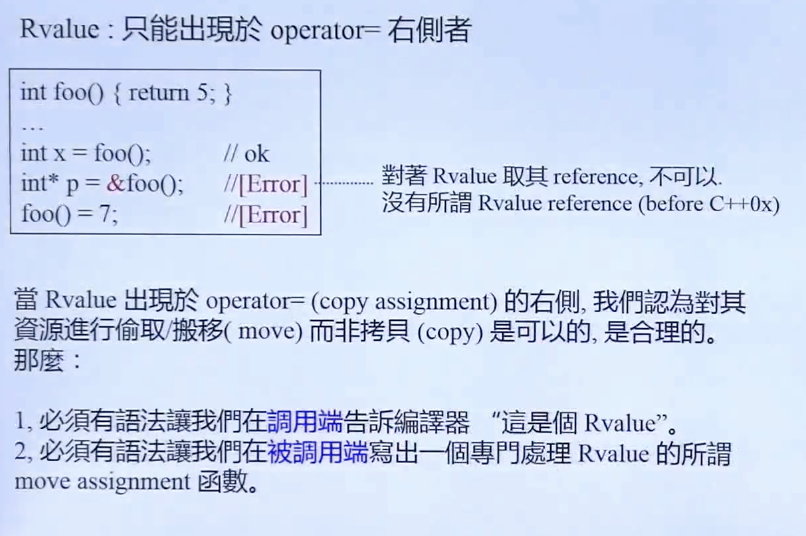 Rvalue : 只能出現於 operator= 右側者
int foo() { return 5; }
...
int x = foo(); // ok
int* p = &foo(); //[Error]
foo() = 7; //[Error]
對著 Rvalue 取其 reference, 不可以.
沒有所謂 Rvalue reference (before C++0x)
當 Rvalue 出現於 operator= (copy assignment) 的右側, 我們認為對其
資源進行偷取/搬移( move) 而非拷貝 (copy) 是可以的, 是合理的。
那麼：
1, 必須有語法讓我們在調用端告訴編譯器 “這是個 Rvalue”。
2, 必須有語法讓我們在被調用端寫出一個專門處理 Rvalue 的所謂
move assignment 函數。